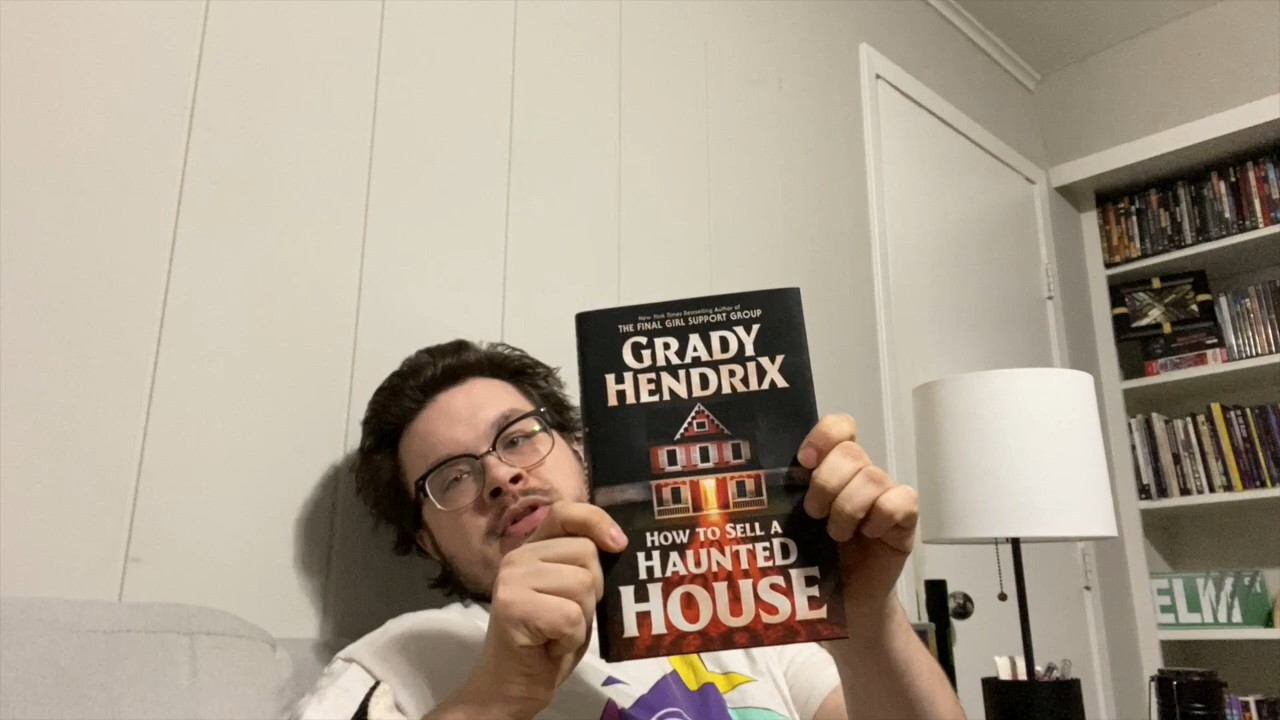 New York Times Bestselling Author of
THE FINAL GIRL SUPPORT GROUP
GRADY
HENDRIX
HOW TO SELL A
HAUNTED
HOUSE
ELM